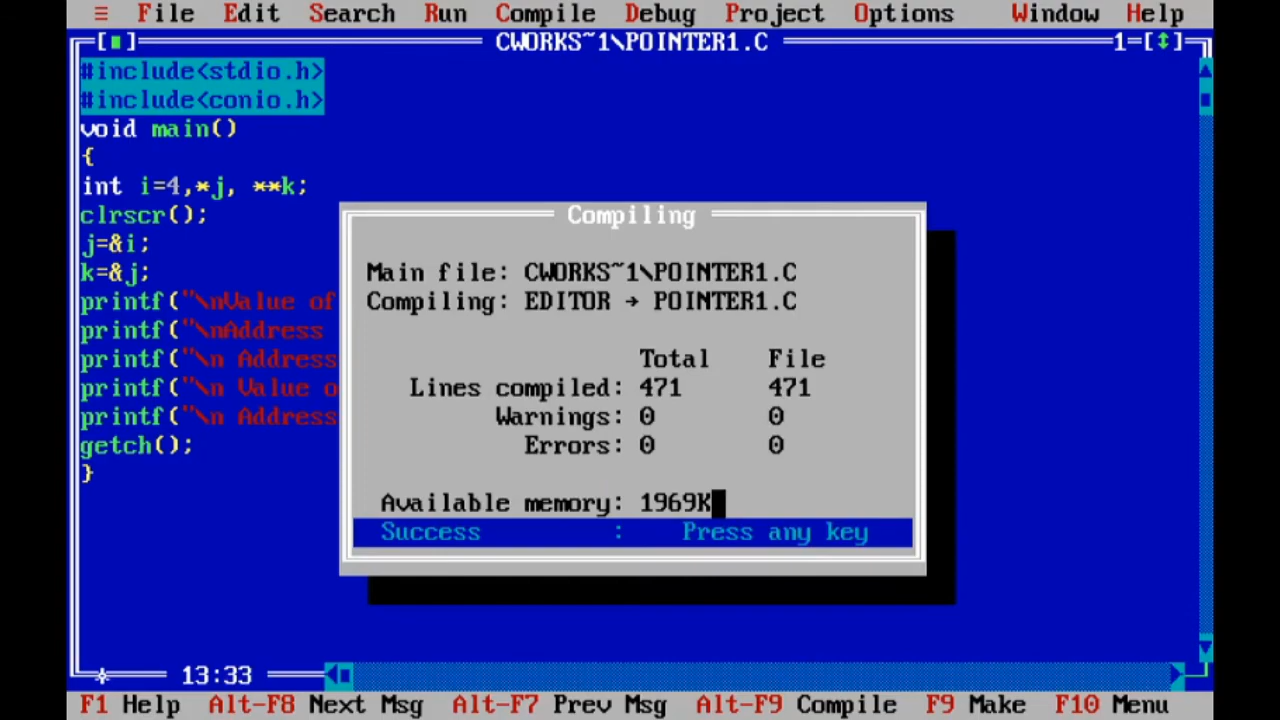 ≡ File Edit Search Run Compile Debug Project Options Window Help
[■] CWORKS~1\POINTER1.C 1=[↕]
#include<stdio.h>
#include<conio.h>
void main()
{
int i=4,*j, **k;
clrscr();
j=&i;
k=&j;
printf("\nValue of
printf("\nAddress
printf("\n Address
printf("\n Value o
printf("\n Address
getch();
}
Compiling
Main file: CWORKS~1\POINTER1.C
Compiling: EDITOR → POINTER1.C
Total File
Lines compiled: 471 471
Warnings: 0 0
Errors: 0 0
Available memory: 1969K
Success : Press any key
13:33
F1 Help Alt-F8 Next Msg Alt-F7 Prev Msg Alt-F9 Compile F9 Make F10 Menu